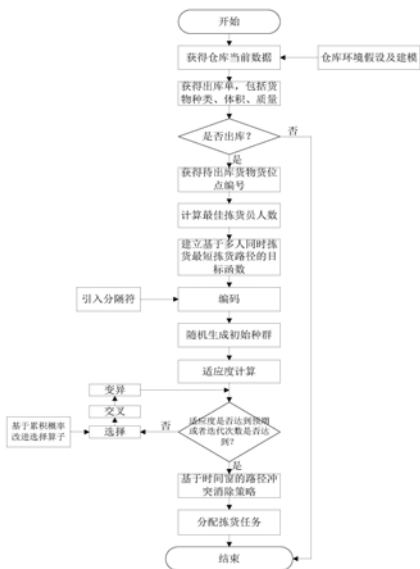 开始
获得仓库当前数据
仓库环境假设及建模
获得出库单，包括货
物种类、体积、质量
是否出库？
否
是
获得待出库货物货位
点编号
计算最佳拣货员人数
建立基于多人同时拣
货最短拣货路径的目
标函数
引入分隔符
编码
随机生成初始种群
适应度计算
变异
交叉
选择
基于累积概率
改进选择算子
否
适应度是否达到预期
或者迭代次数是否达
到？
是
基于时间窗的路径冲
突消除策略
分配拣货任务
结束